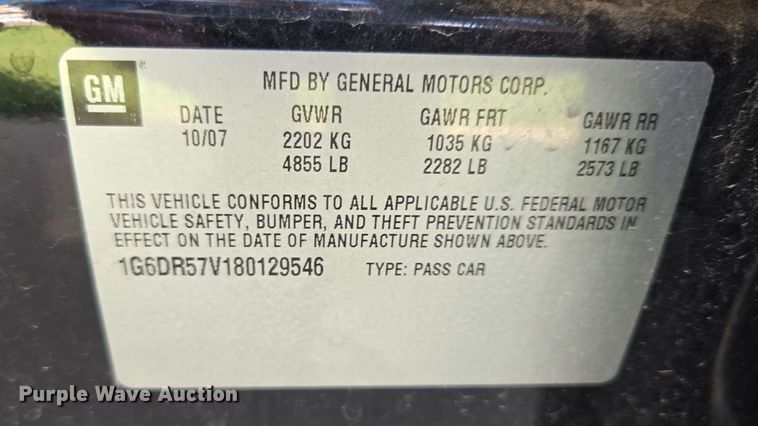 GM
MFD BY GENERAL MOTORS CORP.
DATE GVWR GAWR FRT GAWR RR
10/07 2202 KG 1035 KG 1167 KG
4855 LB 2282 LB 2573 LB
THIS VEHICLE CONFORMS TO ALL APPLICABLE U.S. FEDERAL MOTOR
VEHICLE SAFETY, BUMPER, AND THEFT PREVENTION STANDARDS IN
EFFECT ON THE DATE OF MANUFACTURE SHOWN ABOVE.
1G6DR57V180129546 TYPE: PASS CAR
Purple Wave Auction